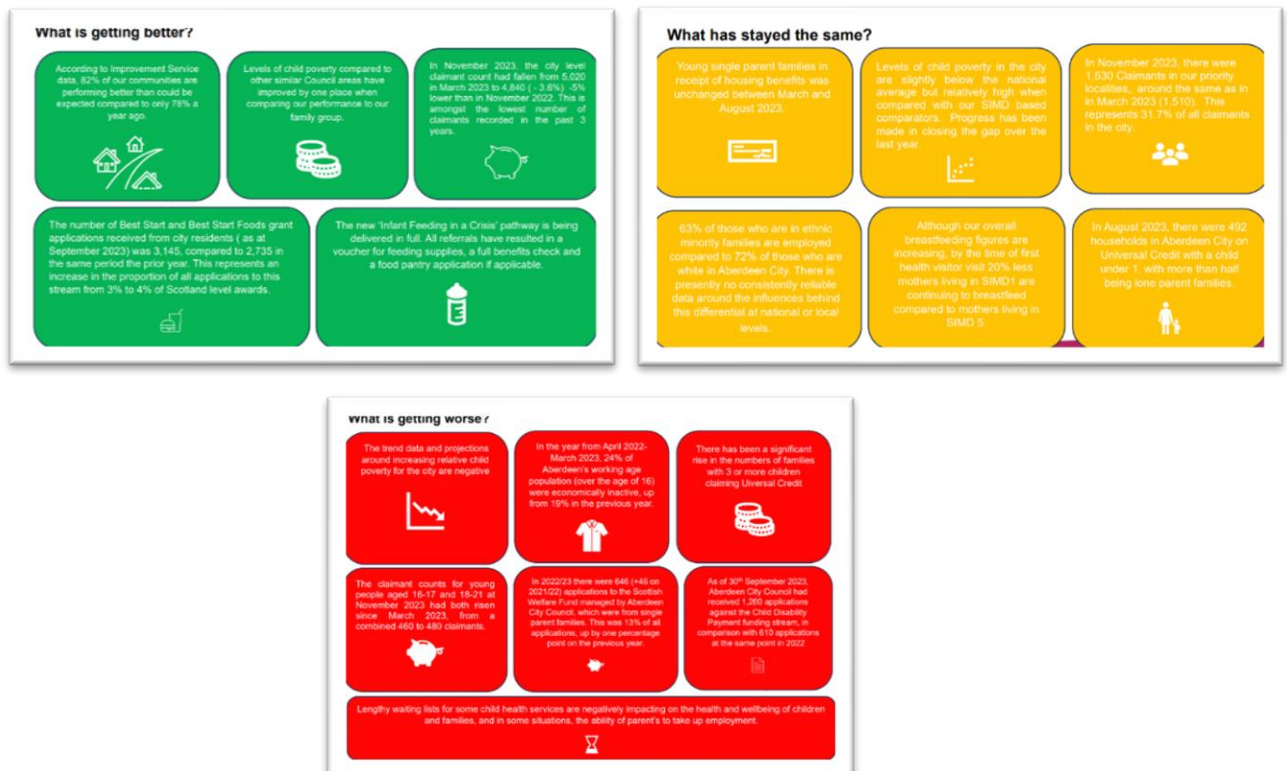 What is getting better?
According to Improvement Service
data, 82% of our communities are
performing better than could be
expected compared to only 78% a
year ago.
Levels of child poverty compared to
other similar Council areas have
improved by one place when
comparing our performance to our
family group.
In November 2023, the city level
claimant count had fallen from 5,020
in March 2023 to 4,840 ( - 3.6%) -5%
lower than in November 2022. This is
amongst the lowest number of
claimants recorded in the past 3
years.
The number of Best Start and Best Start Foods grant
applications received from city residents ( as at
September 2023) was 3,145, compared to 2,735 in
the same period the prior year. This represents an
increase in the proportion of all applications to this
stream from 3% to 4% of Scotland level awards.
The new 'Infant Feeding in a Crisis' pathway is being
delivered in full. All referrals have resulted in a
voucher for feeding supplies, a full benefits check and
a food pantry application if applicable.
What has stayed the same?
Young single parent families in
receipt of housing benefits was
unchanged between March and
August 2023.
Levels of child poverty in the city
are slightly below the national
average but relatively high when
compared with our SIMD based
comparators. Progress has been
made in closing the gap over the
last year.
In November 2023, there were
1,530 Claimants in our priority
localities, around the same as in
in March 2023 (1,510). This
represents 31.7% of all claimants
in the city.
63% of those who are in ethnic
minority families are employed
compared to 72% of those who are
white in Aberdeen City. There is
presently no consistently reliable
data around the influences behind
this differential at national or local
levels.
Although our overall
breastfeeding figures are
increasing, by the time of first
health visitor visit 20% less
mothers living in SIMD1 are
continuing to breastfeed
compared to mothers living in
SIMD 5.
In August 2023, there were 492
households in Aberdeen City on
Universal Credit with a child
under 1, with more than half
being lone parent families.
What is getting worse?
The trend data and projections
around increasing relative child
poverty for the city are negative
In the year from April 2022-
March 2023, 24% of
Aberdeen's working age
population (over the age of 16)
were economically inactive, up
from 19% in the previous year.
There has been a significant
rise in the numbers of families
with 3 or more children
claiming Uiversal Credit
The claimant counts for young
people aged 16-17 and 18-21 at
November 2023 had both risen
since March 2023, from a
combined 460 to 480 claimants.
In 2022/23 there were 646 (+46 on
2021/22) applications to the Scottish
Welfare Fund managed by Aberdeen
City Council, which were from single
parent families. This was 13% of all
applications, up by one percentage
point on the previous year.
As of 30th September 2023,
Aberdeen City Council had
received 1,260 applications
against the Child Disability
Payment funding stream, in
comparison with 610 applications
at the same point in 2022
Lengthy waiting lists for some child health services are negatively impacting on the health and wellbeing of children
and families, and in some situations, the ability of parent's to take up employment.